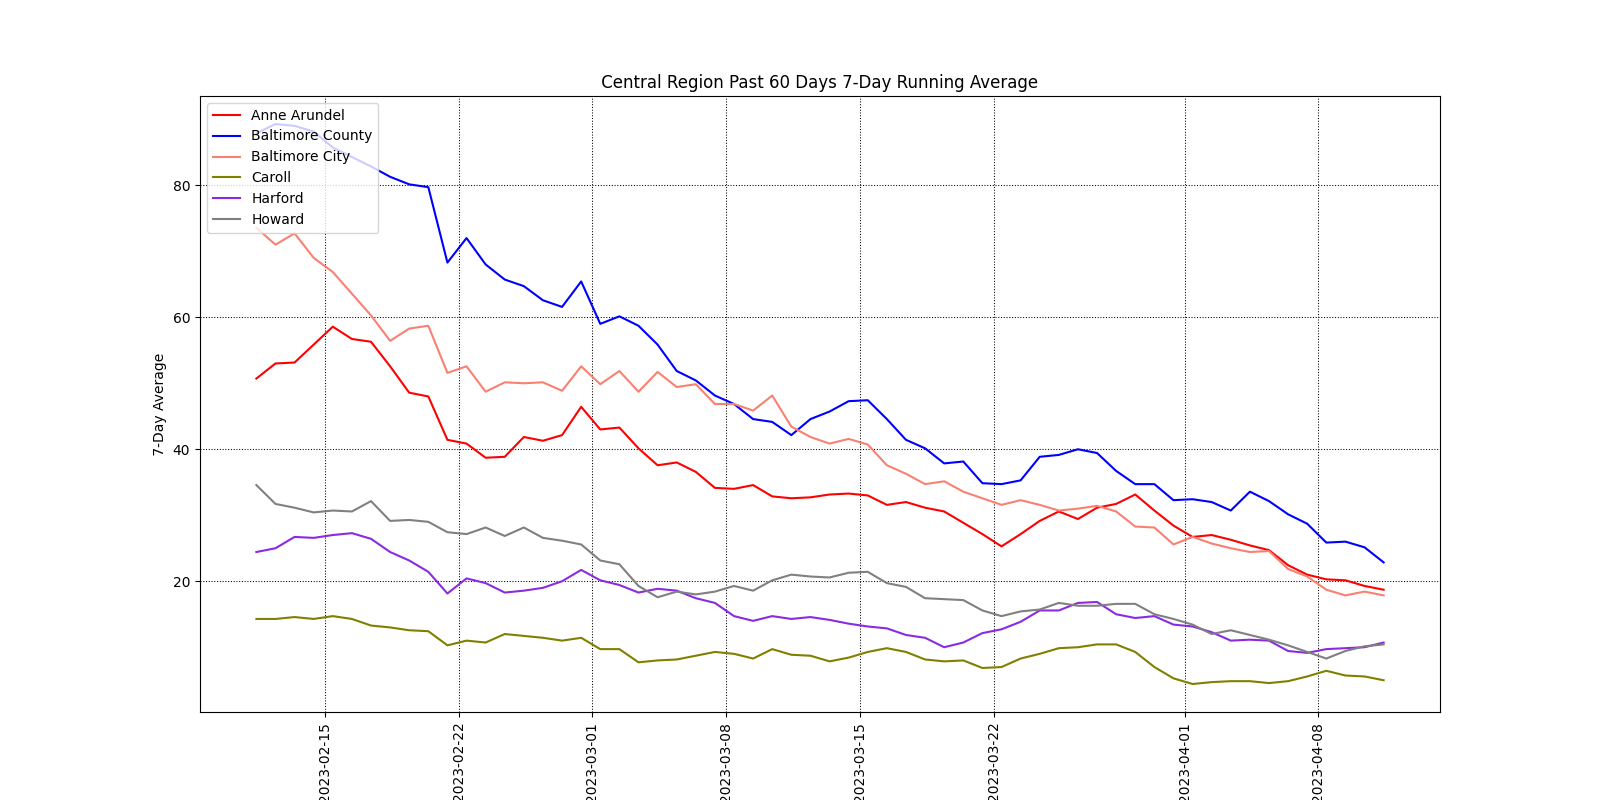 Central Region Past 60 Days 7-Day Running Average
Anne Arundel
Baltimore County
Baltimore City
Caroll
Harford
Howard
80
60
40
20
7-Day Average
2023-02-15
2023-02-22
2023-03-01
2023-03-08
2023-03-15
2023-03-22
2023-04-01
2023-04-08